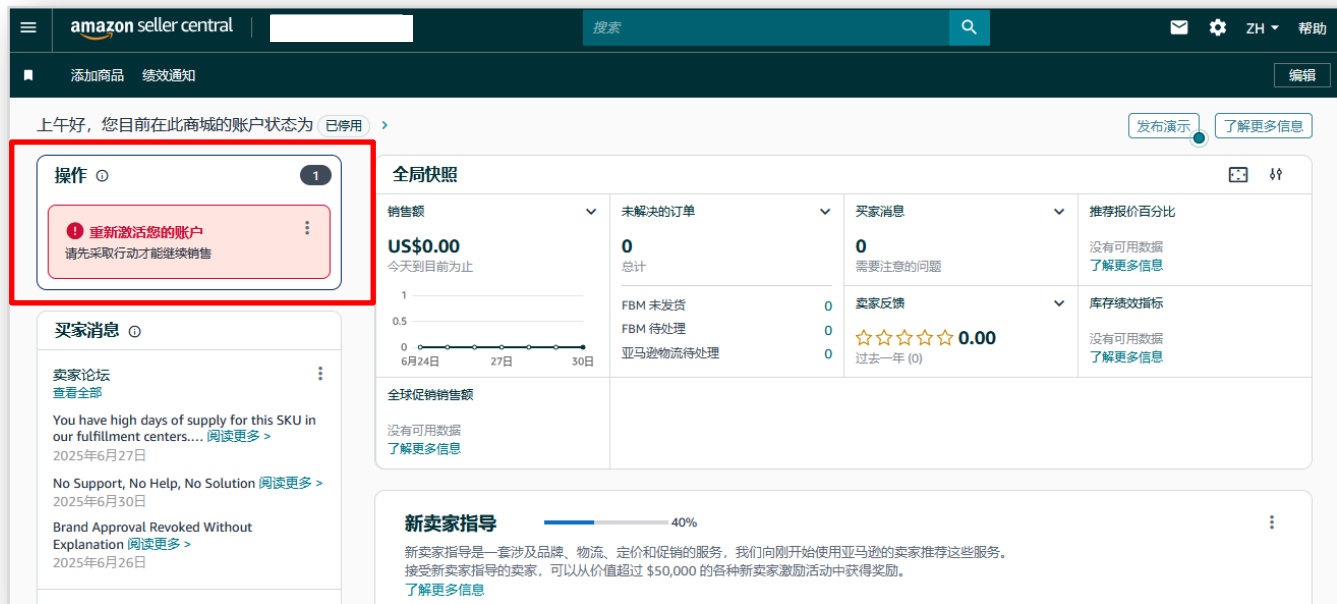 amazon seller central
搜索
ZH
帮助
添加商品 绩效通知
编辑
上午好，您目前在此商城的账户状态为 已停用 >
发布演示
了解更多信息
操作
1
重新激活您的账户
请先采取行动才能继续销售
买家消息
卖家论坛
查看全部
You have high days of supply for this SKU in
our fulfillment centers.... 阅读更多 >
2025年6月27日
No Support, No Help, No Solution 阅读更多 >
2025年6月30日
Brand Approval Revoked Without
Explanation 阅读更多 >
2025年6月26日
全局快照
销售额
US$0.00
今天到目前为止
1
0.5
0
6月24日 27日 30日
未解决的订单
0
总计
FBM 未发货 0
FBM 待处理 0
亚马逊物流待处理 0
买家消息
0
需要注意的问题
推荐报价百分比
没有可用数据
了解更多信息
卖家反馈
0.00
过去一年 (0)
库存绩效指标
没有可用数据
了解更多信息
全球促销销售额
没有可用数据
了解更多信息
新卖家指导 40%
新卖家指导是一套涉及品牌、物流、定价和促销的服务，我们向刚开始使用亚马逊的卖家推荐这些服务。
接受新卖家指导的卖家，可以从价值超过 $50,000 的各种新卖家激励活动中获得奖励。
了解更多信息